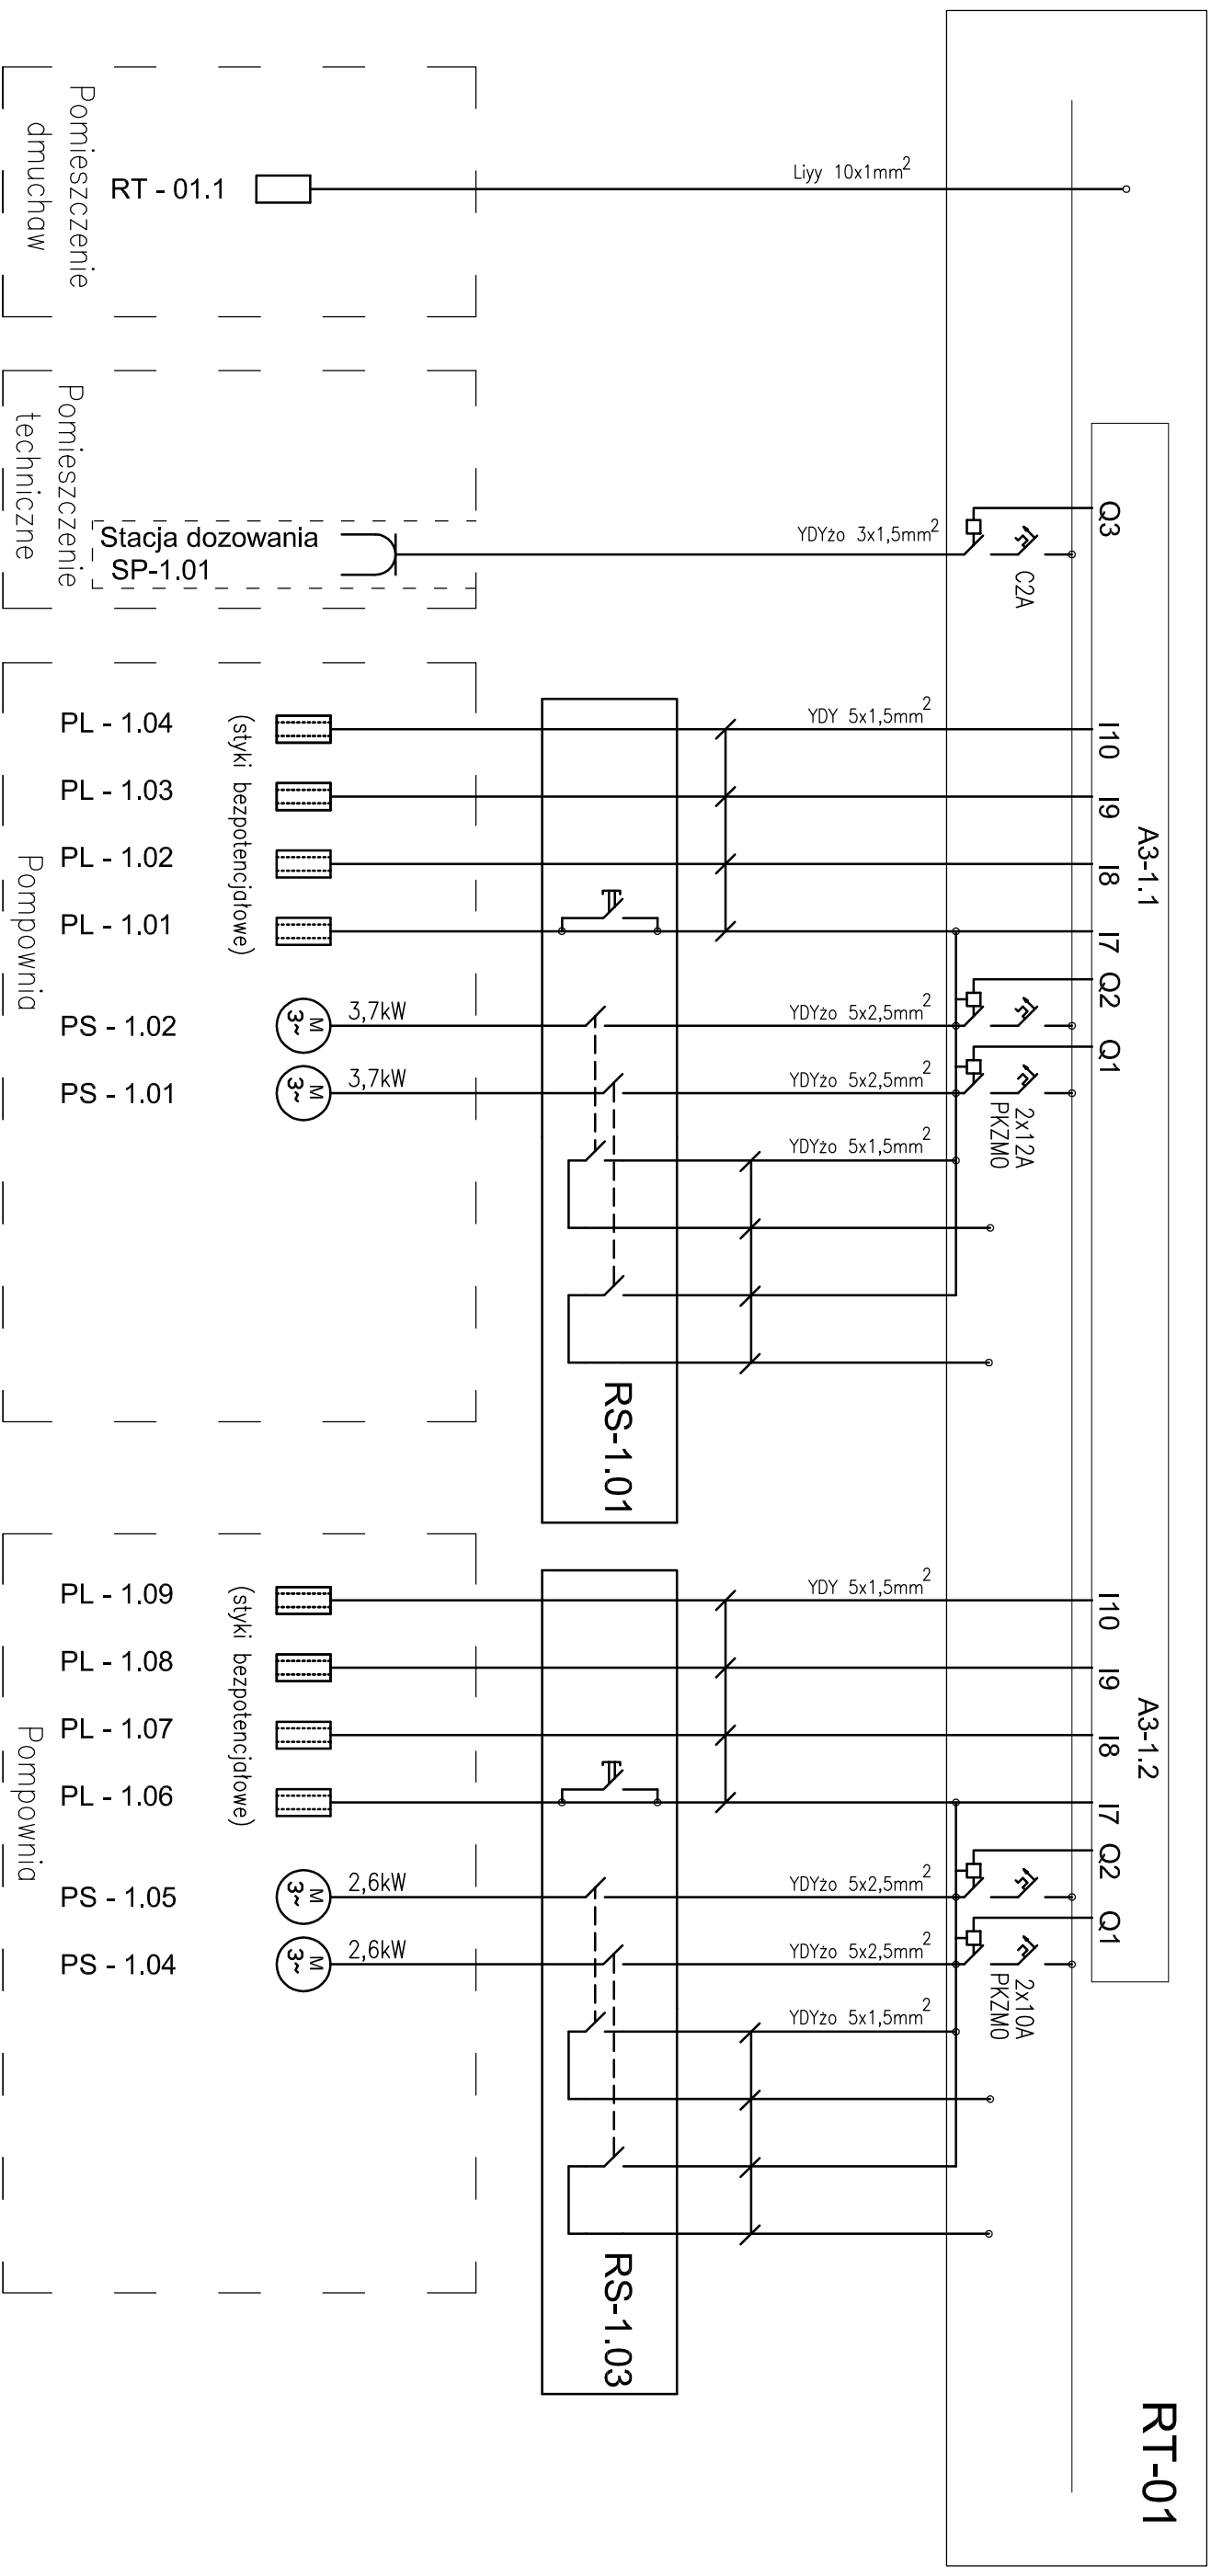 RT-01
A3-1.1
A3-1.2
Pomieszczenie
dmuchaw
RT - 01.1
Liyy 10x1mm²
Pomieszczenie
techniczne
Stacja dozowania
SP-1.01
YDYżo 3x1,5mm²
C2A
Q3
PL - 1.04
YDY 5x1,5mm²
I10
PL - 1.03
I9
PL - 1.02
I8
PL - 1.01
I7
(styki bezpotencjałowe)
Pompownia
PS - 1.02
3,7kW
YDYżo 5x2,5mm²
Q2
PS - 1.01
3,7kW
YDYżo 5x2,5mm²
Q1
2x12A
PKZM0
YDYżo 5x1,5mm²
RS-1.01
PL - 1.09
YDY 5x1,5mm²
I10
PL - 1.08
I9
PL - 1.07
I8
PL - 1.06
I7
(styki bezpotencjałowe)
Pompownia
PS - 1.05
M
3~
2,6kW
YDYżo 5x2,5mm²
Q2
PS - 1.04
M
3~
2,6kW
YDYżo 5x2,5mm²
Q1
2x10A
PKZM0
YDYżo 5x1,5mm²
RS-1.03
M
3~
M
3~